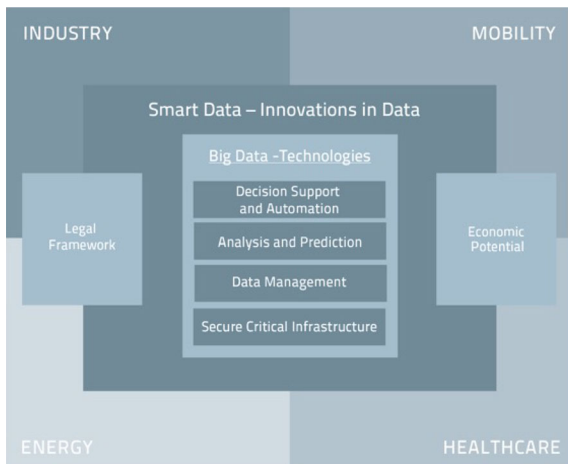 INDUSTRY
MOBILITY
Smart Data – Innovations in Data
Big Data -Technologies
Decision Support
and Automation
Analysis and Prediction
Data Management
Secure Critical Infrastructure
Legal
Framework
Economic
Potential
ENERGY
HEALTHCARE